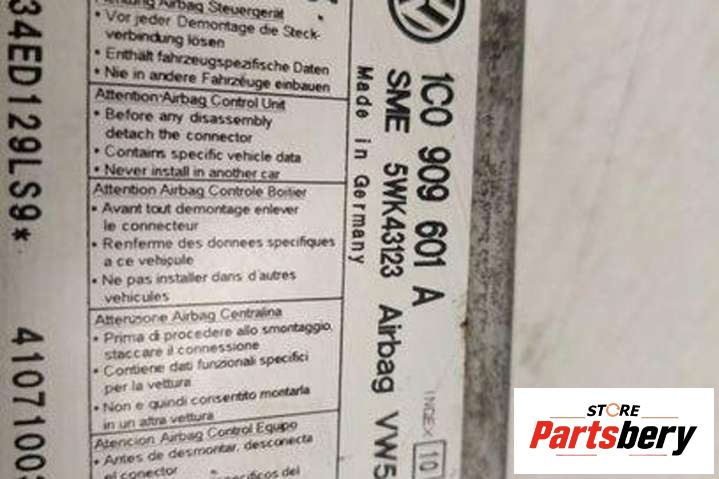 Achtung Airbag Steuergerät
• Vor jeder Demontage die Steck-
verbindung lösen
• Enthält fahrzeugspezifische Daten
• Nie in andere Fahrzeuge einbauen
Attention Airbag Control Unit
• Before any disassembly
detach the connector
• Contains specific vehicle data
• Never install in another car
Attention Airbag Controle Boitier
• Avant tout demontage enlever
le connecteur
• Renferme des donnees specifiques
a ce vehicule
• Ne pas installer dans d'autres
vehicules
Attenzione Airbag Centralina
• Prima di procedere allo smontaggio,
staccare il connessione
• Contiene dati funzionali specifici
per la vettura
• Non e quindi consentito montarla
in un altra vettura
Atencion Airbag Control Equipo
• Antes de desmontar, desconecta
el conector
1C0 909 601 A
SME 5WK43123 Airbag VW5
Made in Germany
INDEX 10
34ED129LS9* 4107100
STORE
Partsbery